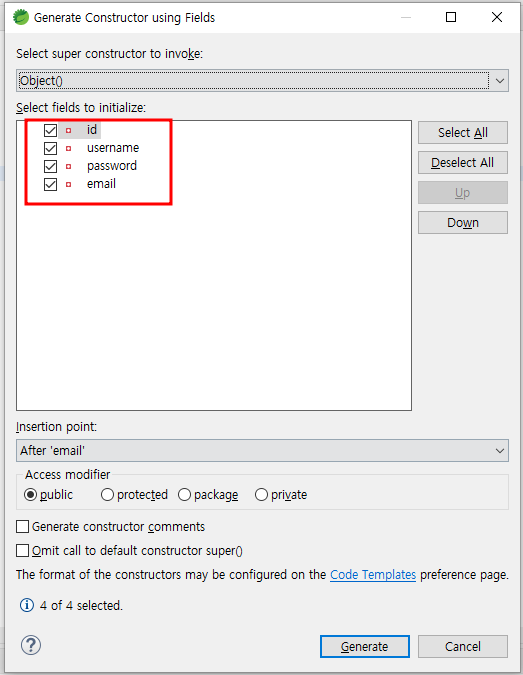 Generate Constructor using Fields
Select super constructor to invoke:
Object()
Select fields to initialize:
id
username
password
email
Select All
Deselect All
Up
Down
Insertion point:
After 'email'
Access modifier
public protected package private
Generate constructor comments
Omit call to default constructor super()
The format of the constructors may be configured on the Code Templates preference page.
4 of 4 selected.
Generate Cancel